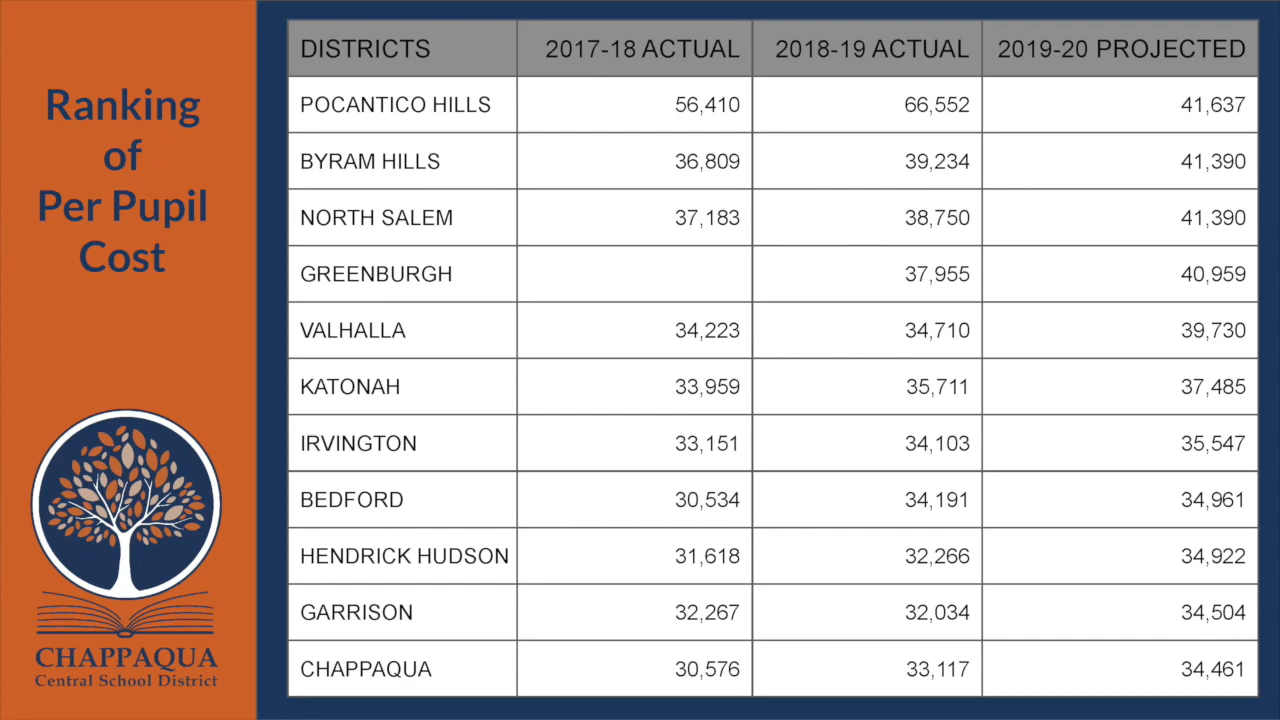 Ranking
of
Per Pupil
Cost
CHAPPAQUA
Central School District
DISTRICTS 2017-18 ACTUAL 2018-19 ACTUAL 2019-20 PROJECTED
POCANTICO HILLS 56,410 66,552 41,637
BYRAM HILLS 36,809 39,234 41,390
NORTH SALEM 37,183 38,750 41,390
GREENBURGH 37,955 40,959
VALHALLA 34,223 34,710 39,730
KATONAH 33,959 35,711 37,485
IRVINGTON 33,151 34,103 35,547
BEDFORD 30,534 34,191 34,961
HENDRICK HUDSON 31,618 32,266 34,922
GARRISON 32,267 32,034 34,504
CHAPPAQUA 30,576 33,117 34,461